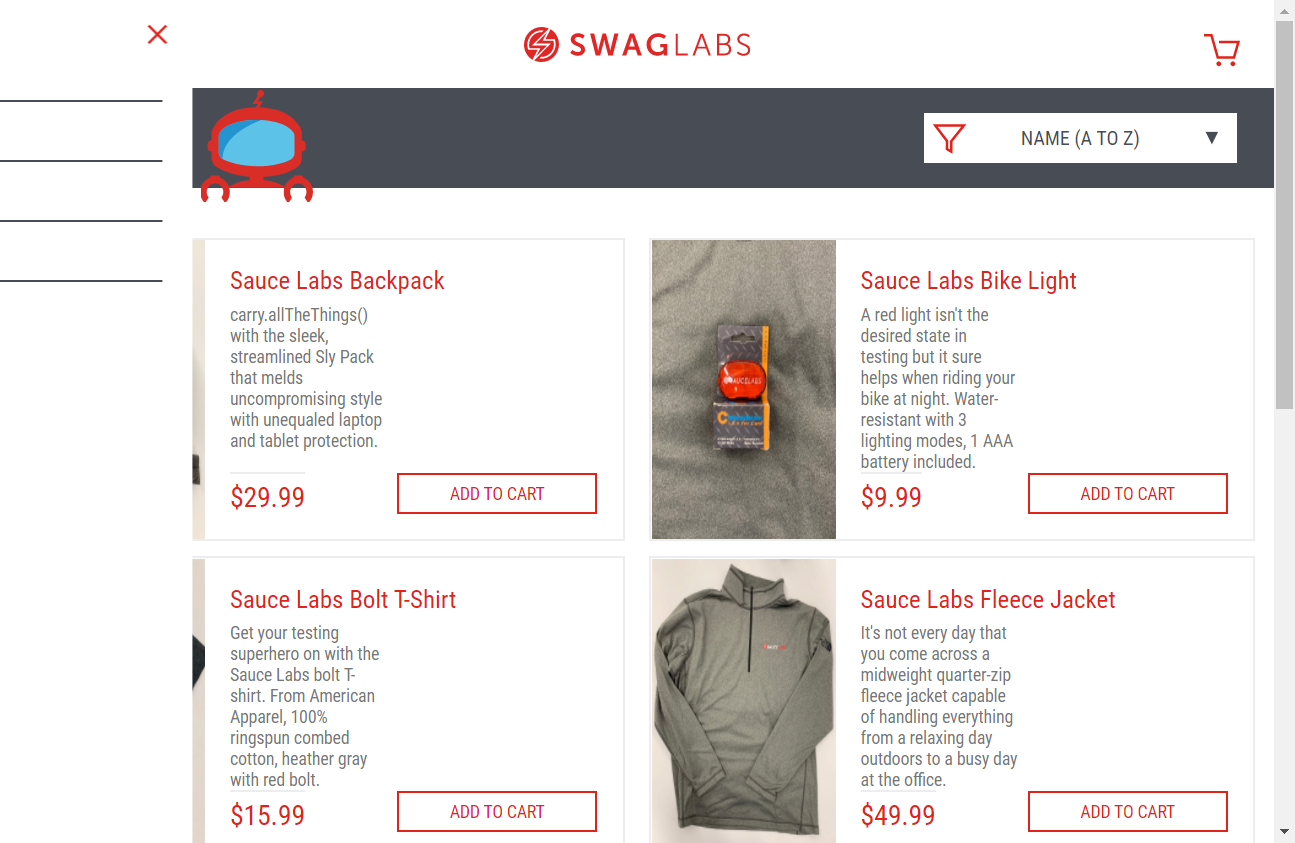 SWAGLABS
NAME (A TO Z)
Sauce Labs Backpack
carry.allTheThings()
with the sleek,
streamlined Sly Pack
that melds
uncompromising style
with unequaled laptop
and tablet protection.
$29.99
ADD TO CART
Sauce Labs Bike Light
A red light isn't the
desired state in
testing but it sure
helps when riding your
bike at night. Water-
resistant with 3
lighting modes, 1 AAA
battery included.
$9.99
ADD TO CART
Sauce Labs Bolt T-Shirt
Get your testing
superhero on with the
Sauce Labs bolt T-
shirt. From American
Apparel, 100%
ringspun combed
cotton, heather gray
with red bolt.
$15.99
ADD TO CART
Sauce Labs Fleece Jacket
It's not every day that
you come across a
midweight quarter-zip
fleece jacket capable
of handling everything
from a relaxing day
outdoors to a busy day
at the office.
$49.99
ADD TO CART